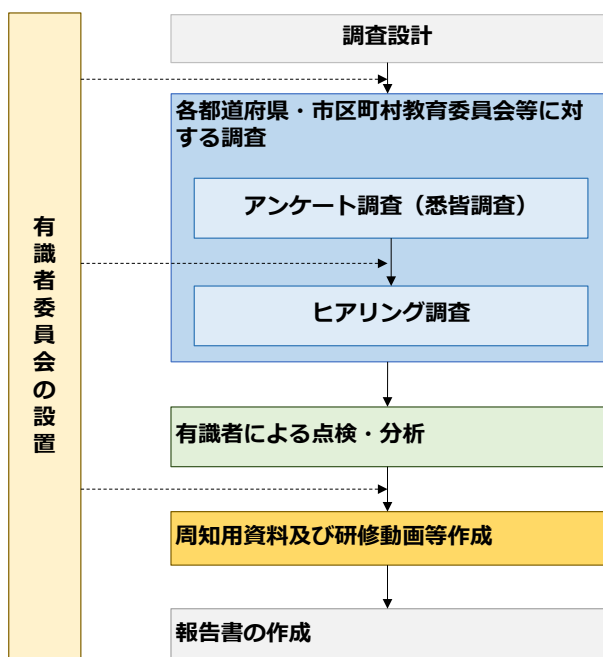 有識者委員会の設置
調査設計
各都道府県・市区町村教育委員会等に対
する調査
アンケート調査（悉皆調査）
ヒアリング調査
有識者による点検・分析
周知用資料及び研修動画等作成
報告書の作成